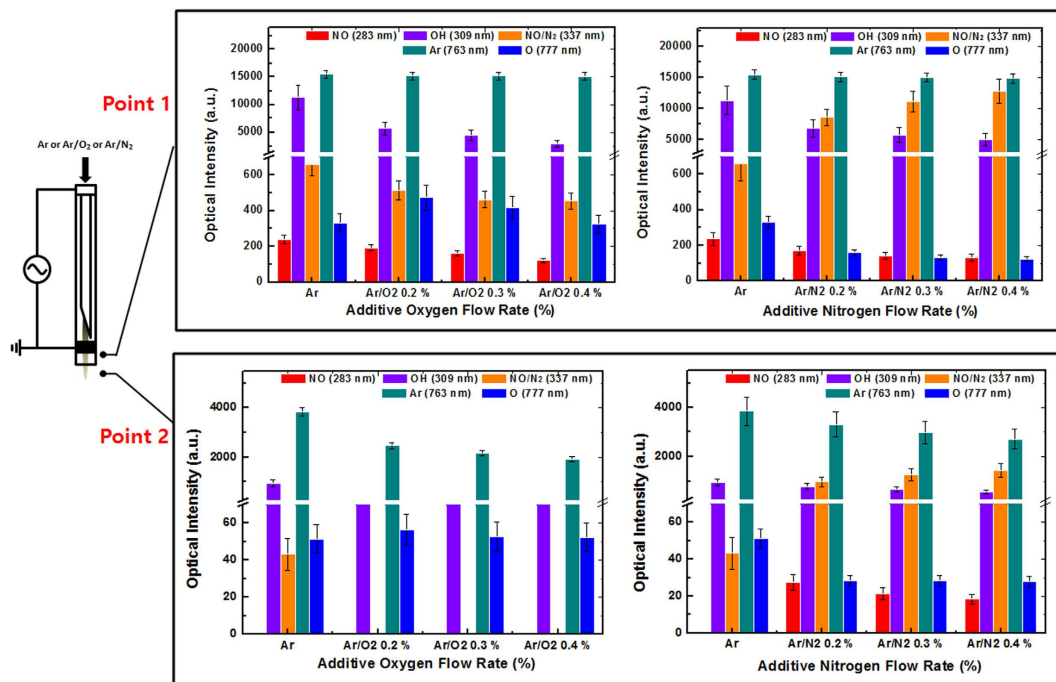 Point 1
Ar or Ar/O₂ or Ar/N₂
Point 2
NO (283 nm) OH (309 nm) NO/N₂ (337 nm)
Ar (763 nm) O (777 nm)
Optical Intensity (a.u.)
20000
15000
10000
5000
600
400
200
0
Ar Ar/O2 0.2 % Ar/O2 0.3 % Ar/O2 0.4 %
Additive Oxygen Flow Rate (%)
NO (283 nm) OH (309 nm) NO/N₂ (337 nm)
Ar (763 nm) O (777 nm)
Optical Intensity (a.u.)
20000
15000
10000
5000
600
400
200
0
Ar Ar/N2 0.2 % Ar/N2 0.3 % Ar/N2 0.4 %
Additive Nitrogen Flow Rate (%)
NO (283 nm) OH (309 nm) NO/N₂ (337 nm)
Ar (763 nm) O (777 nm)
Optical Intensity (a.u.)
4000
2000
60
40
20
0
Ar Ar/O2 0.2 % Ar/O2 0.3 % Ar/O2 0.4 %
Additive Oxygen Flow Rate (%)
NO (283 nm) OH (309 nm) NO/N₂ (337 nm)
Ar (763 nm) O (777 nm)
Optical Intensity (a.u.)
4000
2000
60
40
20
0
Ar Ar/N2 0.2 % Ar/N2 0.3 % Ar/N2 0.4 %
Additive Nitrogen Flow Rate (%)